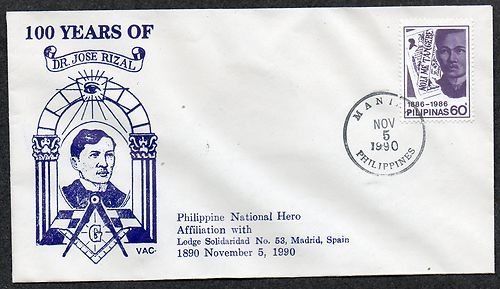 100 YEARS OF
DR. JOSE RIZAL
G
VAC.
Philippine National Hero
Affiliation with
Lodge Solidaridad No. 53, Madrid, Spain
1890 November 5, 1990
MANILA
NOV
5
1990
PHILIPPINES
NOLI ME TANGERE
1886-1986
PILIPINAS 60